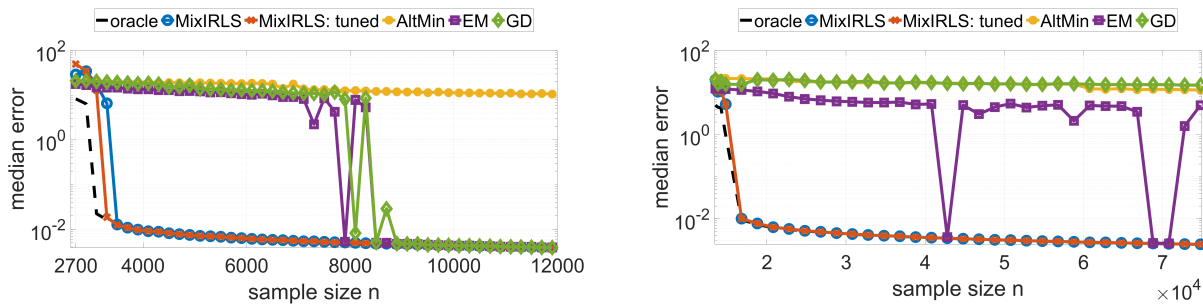 oracle MixIRLS MixIRLS: tuned AltMin EM GD
10^2
10^0
10^-2
median error
2700 4000 6000 8000 10000 12000
sample size n
oracle MixIRLS MixIRLS: tuned AltMin EM GD
10^2
10^0
10^-2
median error
2 3 4 5 6 7
×10^4
sample size n